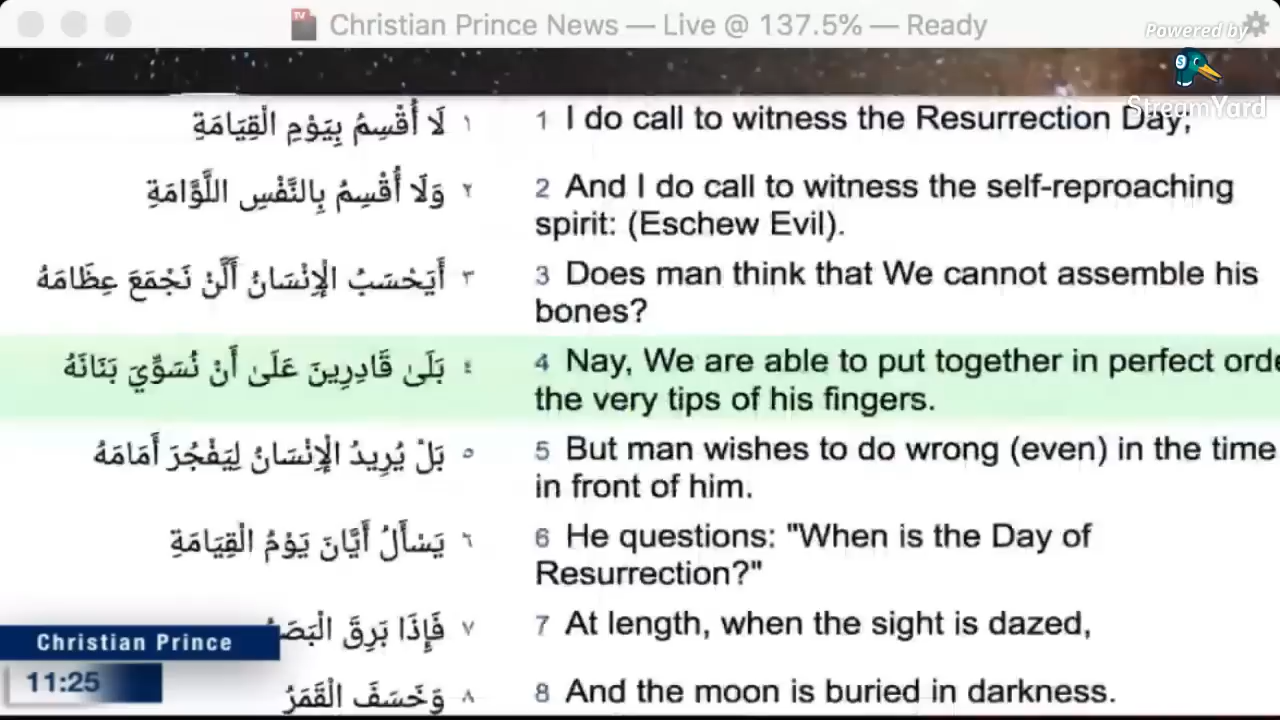 Christian Prince News — Live @ 137.5% — Ready
Powered by
StreamYard
لَا أُقْسِمُ بِيَوْمِ الْقِيَامَةِ ١
1 I do call to witness the Resurrection Day;
وَلَا أُقْسِمُ بِالنَّفْسِ اللَّوَّامَةِ ٢
2 And I do call to witness the self-reproaching
spirit: (Eschew Evil).
أَيَحْسَبُ الْإِنْسَانُ أَلَّنْ نَجْمَعَ عِظَامَهُ ٣
3 Does man think that We cannot assemble his
bones?
بَلَىٰ قَادِرِينَ عَلَىٰ أَنْ نُسَوِّيَ بَنَانَهُ ٤
4 Nay, We are able to put together in perfect
the very tips of his fingers.
بَلْ يُرِيدُ الْإِنْسَانُ لِيَفْجُرَ أَمَامَهُ ٥
5 But man wishes to do wrong (even) in the time
in front of him.
يَسْأَلُ أَيَّانَ يَوْمُ الْقِيَامَةِ ٦
6 He questions: "When is the Day of
Resurrection?"
فَإِذَا بَرِقَ ٧
7 At length, when the sight is dazed,
وَخَسَفَ الْقَمَرُ ٨
8 And the moon is buried in darkness.
Christian Prince
11:25